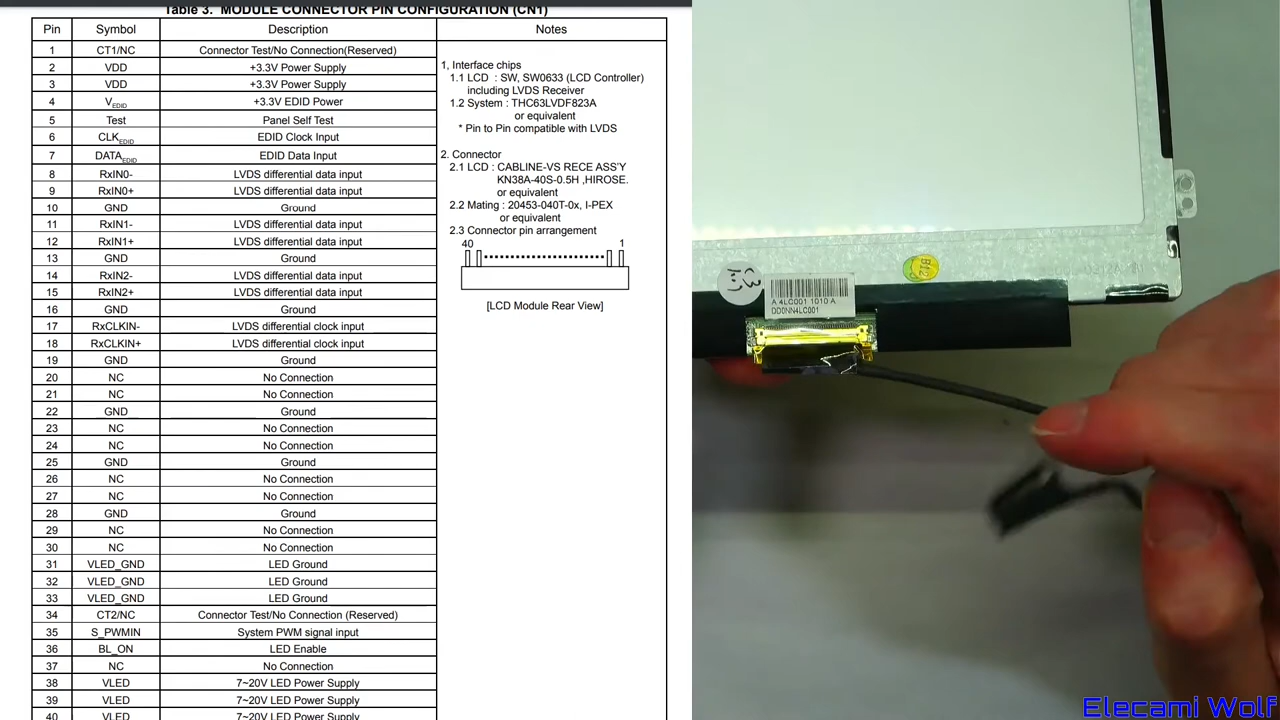 Table 3. MODULE CONNECTOR PIN CONFIGURATION (CN1)
Pin Symbol Description Notes
1 CT1/NC Connector Test/No Connection(Reserved)
2 VDD +3.3V Power Supply
3 VDD +3.3V Power Supply
4 VEDID +3.3V EDID Power
5 Test Panel Self Test
6 CLKEDID EDID Clock Input
7 DATAEDID EDID Data Input
8 RxIN0- LVDS differential data input
9 RxIN0+ LVDS differential data input
10 GND Ground
11 RxIN1- LVDS differential data input
12 RxIN1+ LVDS differential data input
13 GND Ground
14 RxIN2- LVDS differential data input
15 RxIN2+ LVDS differential data input
16 GND Ground
17 RxCLKIN- LVDS differential clock input
18 RxCLKIN+ LVDS differential clock input
19 GND Ground
20 NC No Connection
21 NC No Connection
22 GND Ground
23 NC No Connection
24 NC No Connection
25 GND Ground
26 NC No Connection
27 NC No Connection
28 GND Ground
29 NC No Connection
30 NC No Connection
31 VLED_GND LED Ground
32 VLED_GND LED Ground
33 VLED_GND LED Ground
34 CT2/NC Connector Test/No Connection (Reserved)
35 S_PWMIN System PWM signal input
36 BL_ON LED Enable
37 NC No Connection
38 VLED 7~20V LED Power Supply
39 VLED 7~20V LED Power Supply
40 VLED 7~20V LED Power Supply
1, Interface chips
1.1 LCD : SW, SW0633 (LCD Controller)
including LVDS Receiver
1.2 System : THC63LVDF823A
or equivalent
* Pin to Pin compatible with LVDS
2. Connector
2.1 LCD : CABLINE-VS RECE ASS'Y
KN38A-40S-0.5H ,HIROSE.
or equivalent
2.2 Mating : 20453-040T-0x, I-PEX
or equivalent
2.3 Connector pin arrangement
40 1
[LCD Module Rear View]
A 4LC001 1010 A
DD0NN4LC001
Elecami Wolf